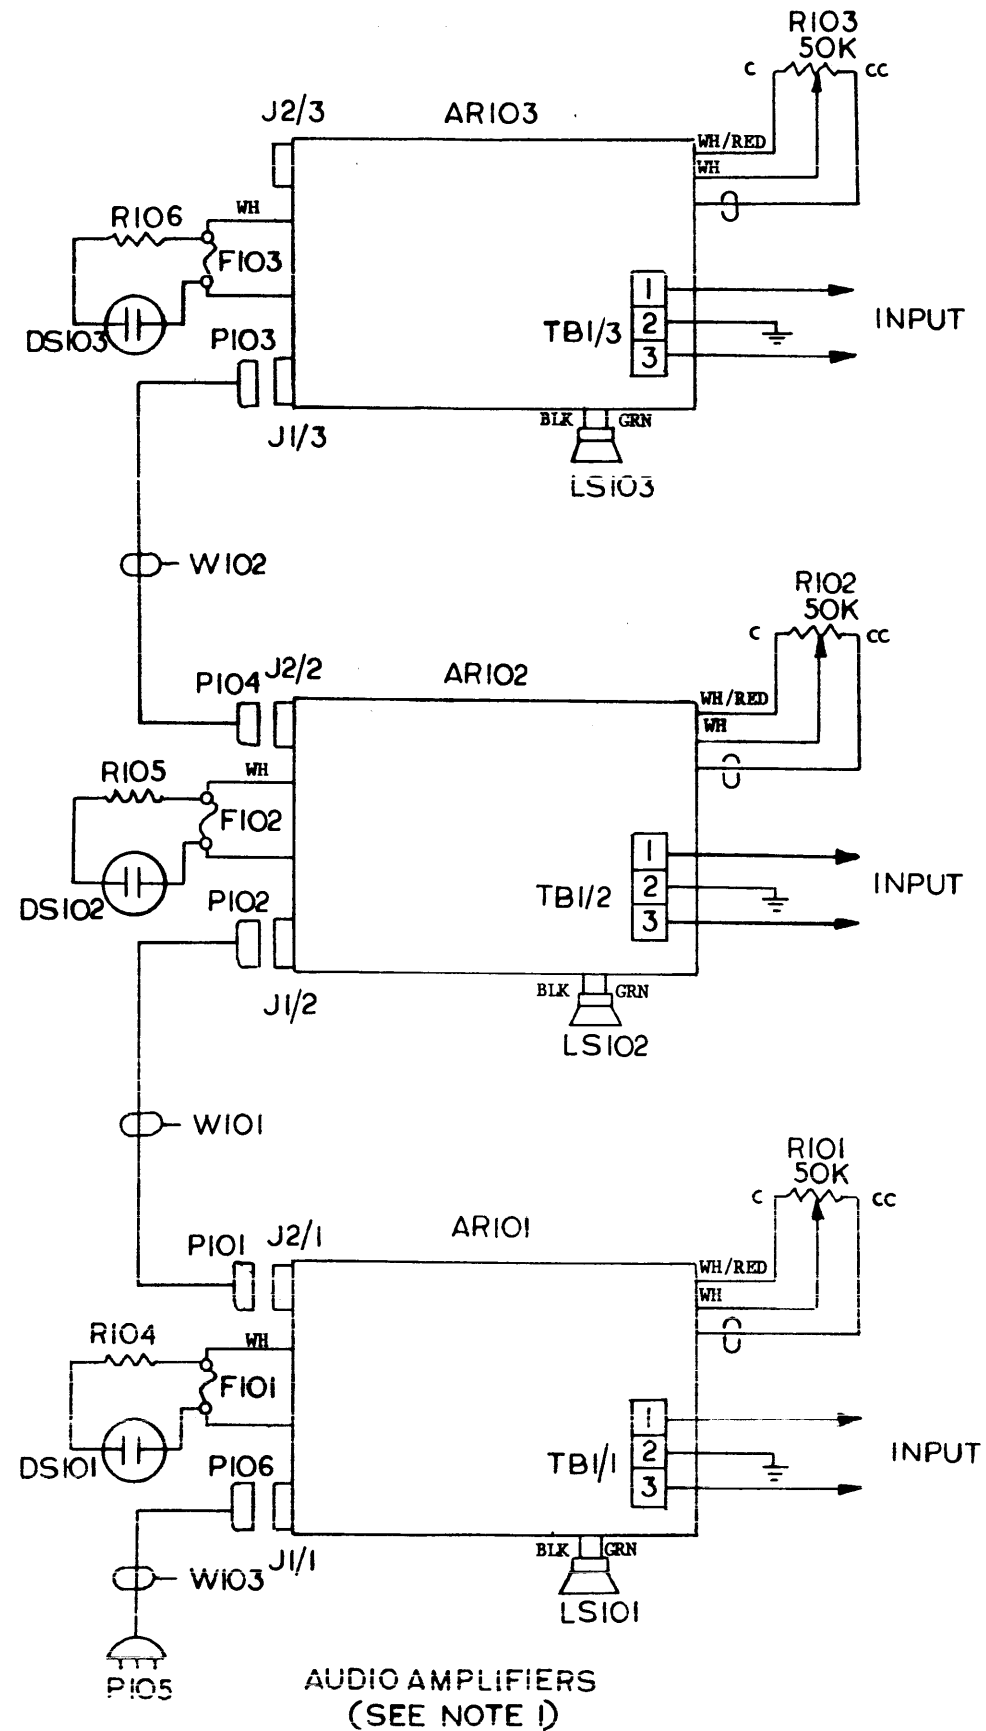 R103
50K
C
CC
J2/3
AR103
WH/RED
WH
WH
R106
F103
1
INPUT
TB1/3
2
DS103
P103
3
BLK
GRN
J1/3
LS103
W102
R102
50K
C
CC
J2/2
AR102
P104
WH/RED
WH
R105
WH
F102
1
TB1/2
2
INPUT
DS102
P102
3
BLK
GRN
J1/2
LS102
W101
R101
50K
C
CC
AR101
J2/1
P101
WH/RED
WH
R104
WH
F101
1
INPUT
TB1/1
2
DS101
P106
3
BLK
GRN
J1/1
W103
LS101
P105
AUDIO AMPLIFIERS
(SEE NOTE 1)